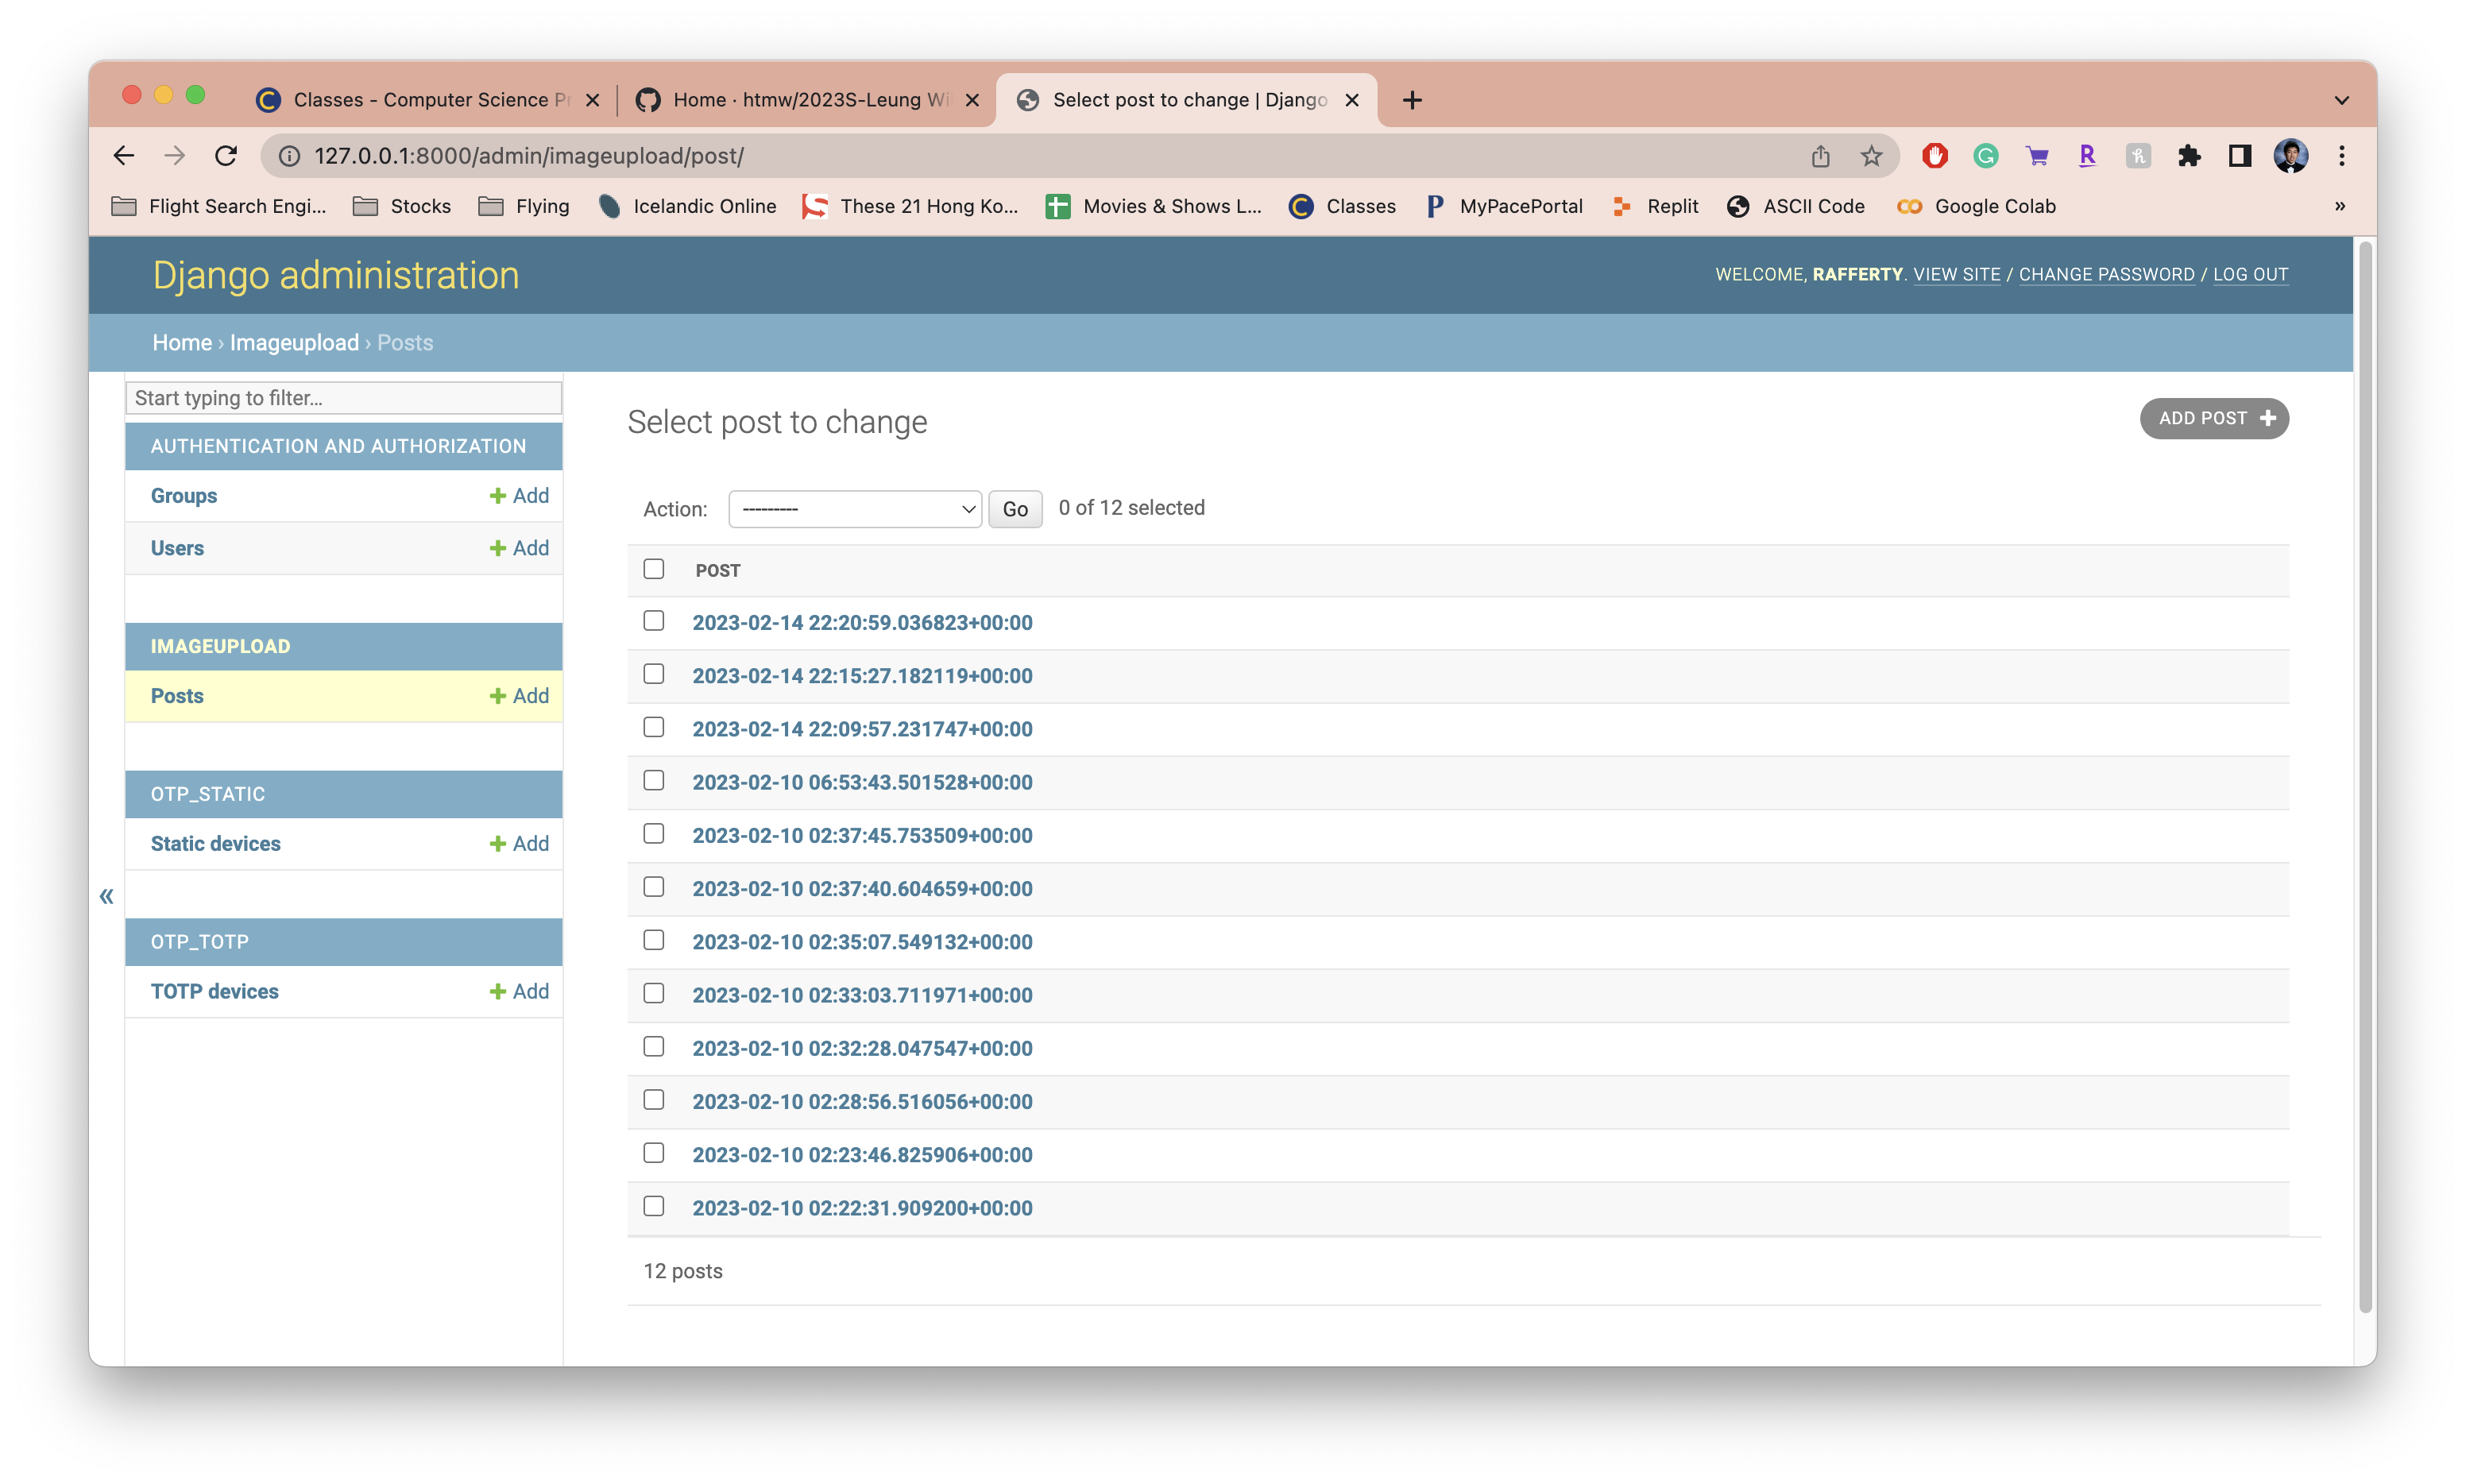 Classes - Computer Science Pr
Home · htmw/2023S-Leung Wi
Select post to change | Django
127.0.0.1:8000/admin/imageupload/post/
Flight Search Engi...
Stocks
Flying
Icelandic Online
These 21 Hong Ko...
Movies & Shows L...
Classes
MyPacePortal
Replit
ASCII Code
Google Colab
»
Django administration
WELCOME, RAFFERTY. VIEW SITE / CHANGE PASSWORD / LOG OUT
Home › Imageupload › Posts
Start typing to filter...
AUTHENTICATION AND AUTHORIZATION
Groups + Add
Users + Add
IMAGEUPLOAD
Posts + Add
OTP_STATIC
Static devices + Add
OTP_TOTP
TOTP devices + Add
«
Select post to change
ADD POST +
Action: --------- Go 0 of 12 selected
POST
2023-02-14 22:20:59.036823+00:00
2023-02-14 22:15:27.182119+00:00
2023-02-14 22:09:57.231747+00:00
2023-02-10 06:53:43.501528+00:00
2023-02-10 02:37:45.753509+00:00
2023-02-10 02:37:40.604659+00:00
2023-02-10 02:35:07.549132+00:00
2023-02-10 02:33:03.711971+00:00
2023-02-10 02:32:28.047547+00:00
2023-02-10 02:28:56.516056+00:00
2023-02-10 02:23:46.825906+00:00
2023-02-10 02:22:31.909200+00:00
12 posts